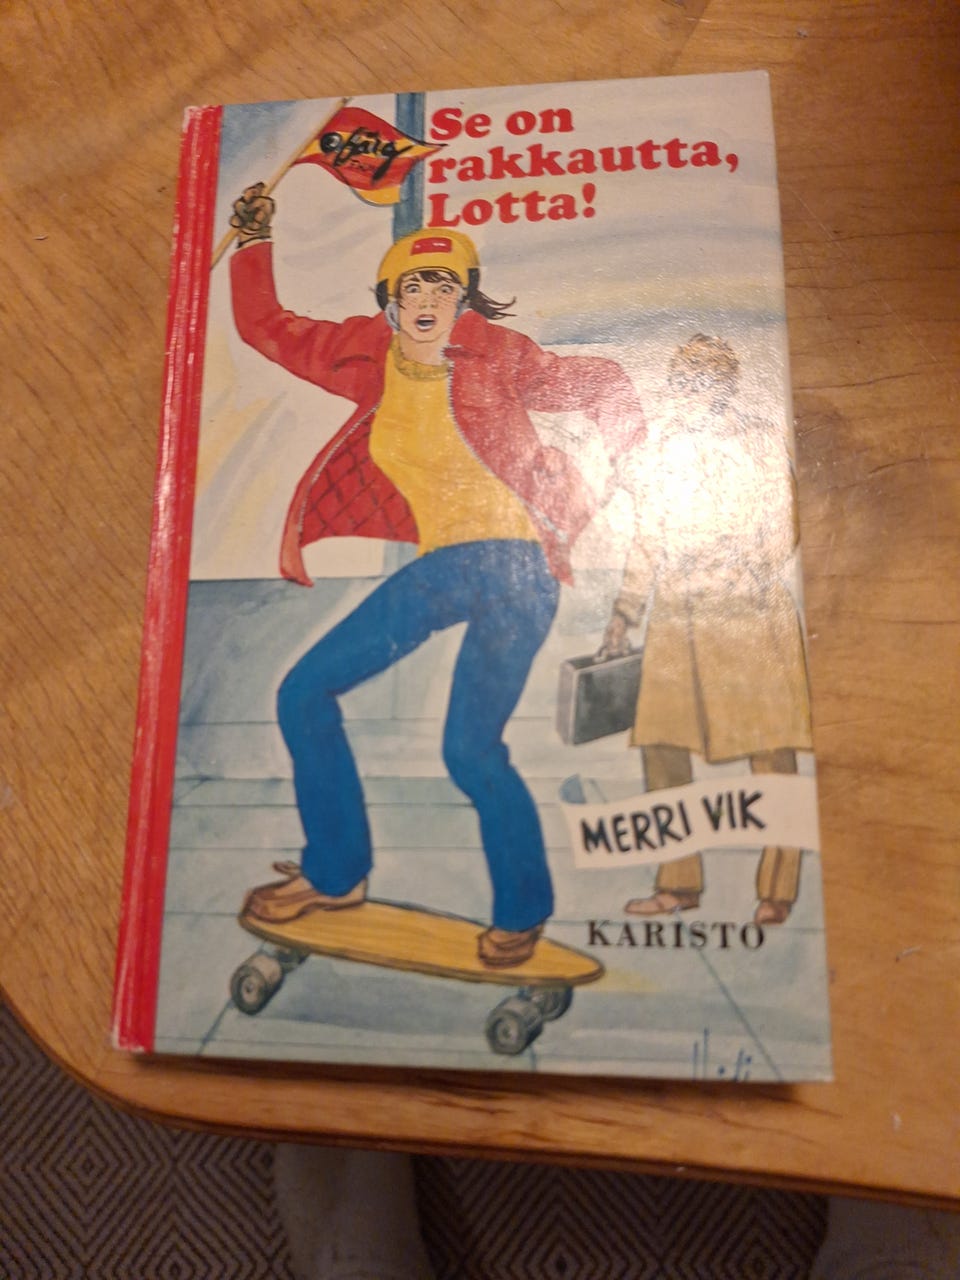 Se on
rakkautta,
Lotta!
MERRI VIK
KARISTO